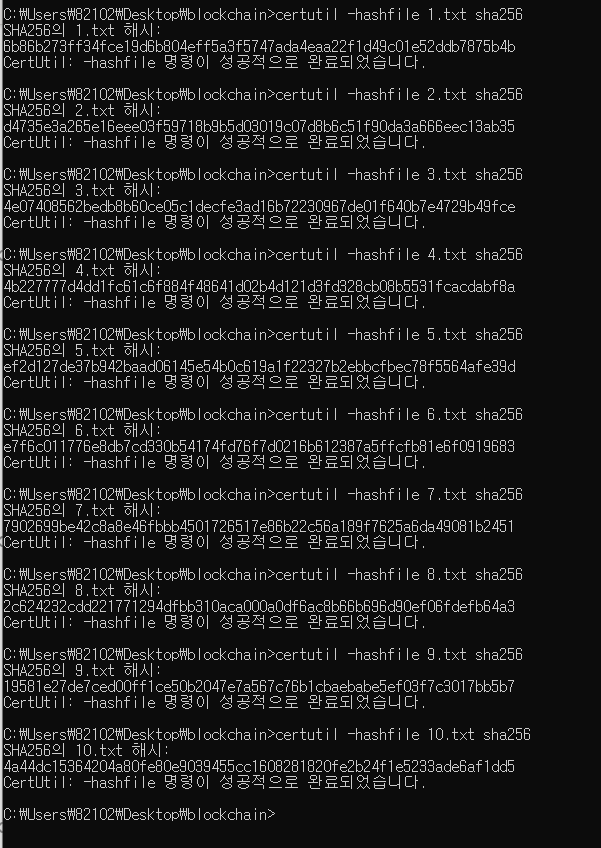 C:₩Users₩82102₩Desktop₩blockchain>certutil -hashfile 1.txt sha256
SHA256의 1.txt 해시:
6b86b273ff34fce19d6b804eff5a3f5747ada4eaa22f1d49c01e52ddb7875b4b
CertUtil: -hashfile 명령이 성공적으로 완료되었습니다.
C:₩Users₩82102₩Desktop₩blockchain>certutil -hashfile 2.txt sha256
SHA256의 2.txt 해시:
d4735e3a265e16eee03f59718b9b5d03019c07d8b6c51f90da3a666eec13ab35
CertUtil: -hashfile 명령이 성공적으로 완료되었습니다.
C:₩Users₩82102₩Desktop₩blockchain>certutil -hashfile 3.txt sha256
SHA256의 3.txt 해시:
4e07408562bedb8b60ce05c1decfe3ad16b72230967de01f640b7e4729b49fce
CertUtil: -hashfile 명령이 성공적으로 완료되었습니다.
C:₩Users₩82102₩Desktop₩blockchain>certutil -hashfile 4.txt sha256
SHA256의 4.txt 해시:
4b227777d4dd1fc61c6f884f48641d02b4d121d3fd328cb08b5531fcacdabf8a
CertUtil: -hashfile 명령이 성공적으로 완료되었습니다.
C:₩Users₩82102₩Desktop₩blockchain>certutil -hashfile 5.txt sha256
SHA256의 5.txt 해시:
ef2d127de37b942baad06145e54b0c619a1f22327b2ebbcfbec78f5564afe39d
CertUtil: -hashfile 명령이 성공적으로 완료되었습니다.
C:₩Users₩82102₩Desktop₩blockchain>certutil -hashfile 6.txt sha256
SHA256의 6.txt 해시:
e7f6c011776e8db7cd330b54174fd76f7d0216b612387a5ffcfb81e6f0919683
CertUtil: -hashfile 명령이 성공적으로 완료되었습니다.
C:₩Users₩82102₩Desktop₩blockchain>certutil -hashfile 7.txt sha256
SHA256의 7.txt 해시:
7902699be42c8a8e46fbbb4501726517e86b22c56a189f7625a6da49081b2451
CertUtil: -hashfile 명령이 성공적으로 완료되었습니다.
C:₩Users₩82102₩Desktop₩blockchain>certutil -hashfile 8.txt sha256
SHA256의 8.txt 해시:
2c624232cdd221771294dfbb310aca000a0df6ac8b66b696d90ef06fdefb64a3
CertUtil: -hashfile 명령이 성공적으로 완료되었습니다.
C:₩Users₩82102₩Desktop₩blockchain>certutil -hashfile 9.txt sha256
SHA256의 9.txt 해시:
19581e27de7ced00ff1ce50b2047e7a567c76b1cbaebabe5ef03f7c3017bb5b7
CertUtil: -hashfile 명령이 성공적으로 완료되었습니다.
C:₩Users₩82102₩Desktop₩blockchain>certutil -hashfile 10.txt sha256
SHA256의 10.txt 해시:
4a44dc15364204a80fe80e9039455cc1608281820fe2b24f1e5233ade6af1dd5
CertUtil: -hashfile 명령이 성공적으로 완료되었습니다.
C:₩Users₩82102₩Desktop₩blockchain>